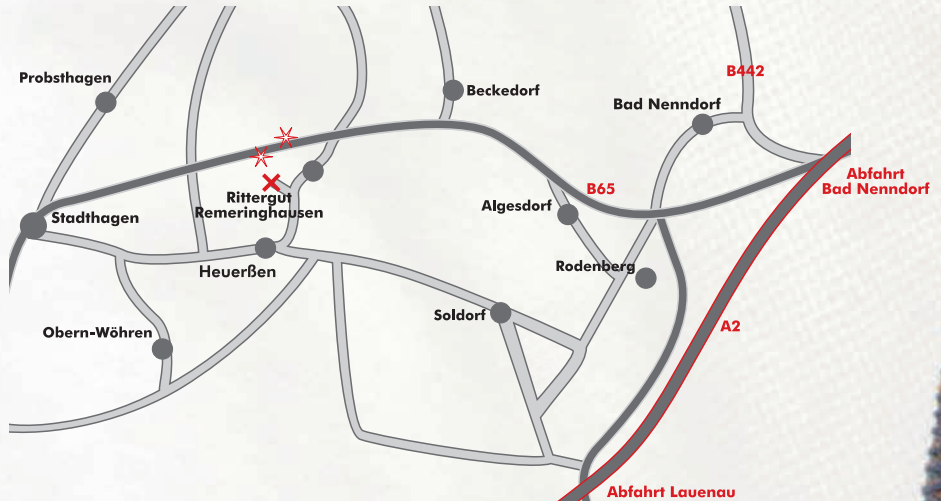 Probsthagen
Beckedorf
B442
Bad Nenndorf
Abfahrt
Bad Nenndorf
Rittergut
Remeringhausen
B65
Algesdorf
Stadthagen
Heuerßen
Rodenberg
Soldorf
A2
Obern-Wöhren
Abfahrt Lauenau